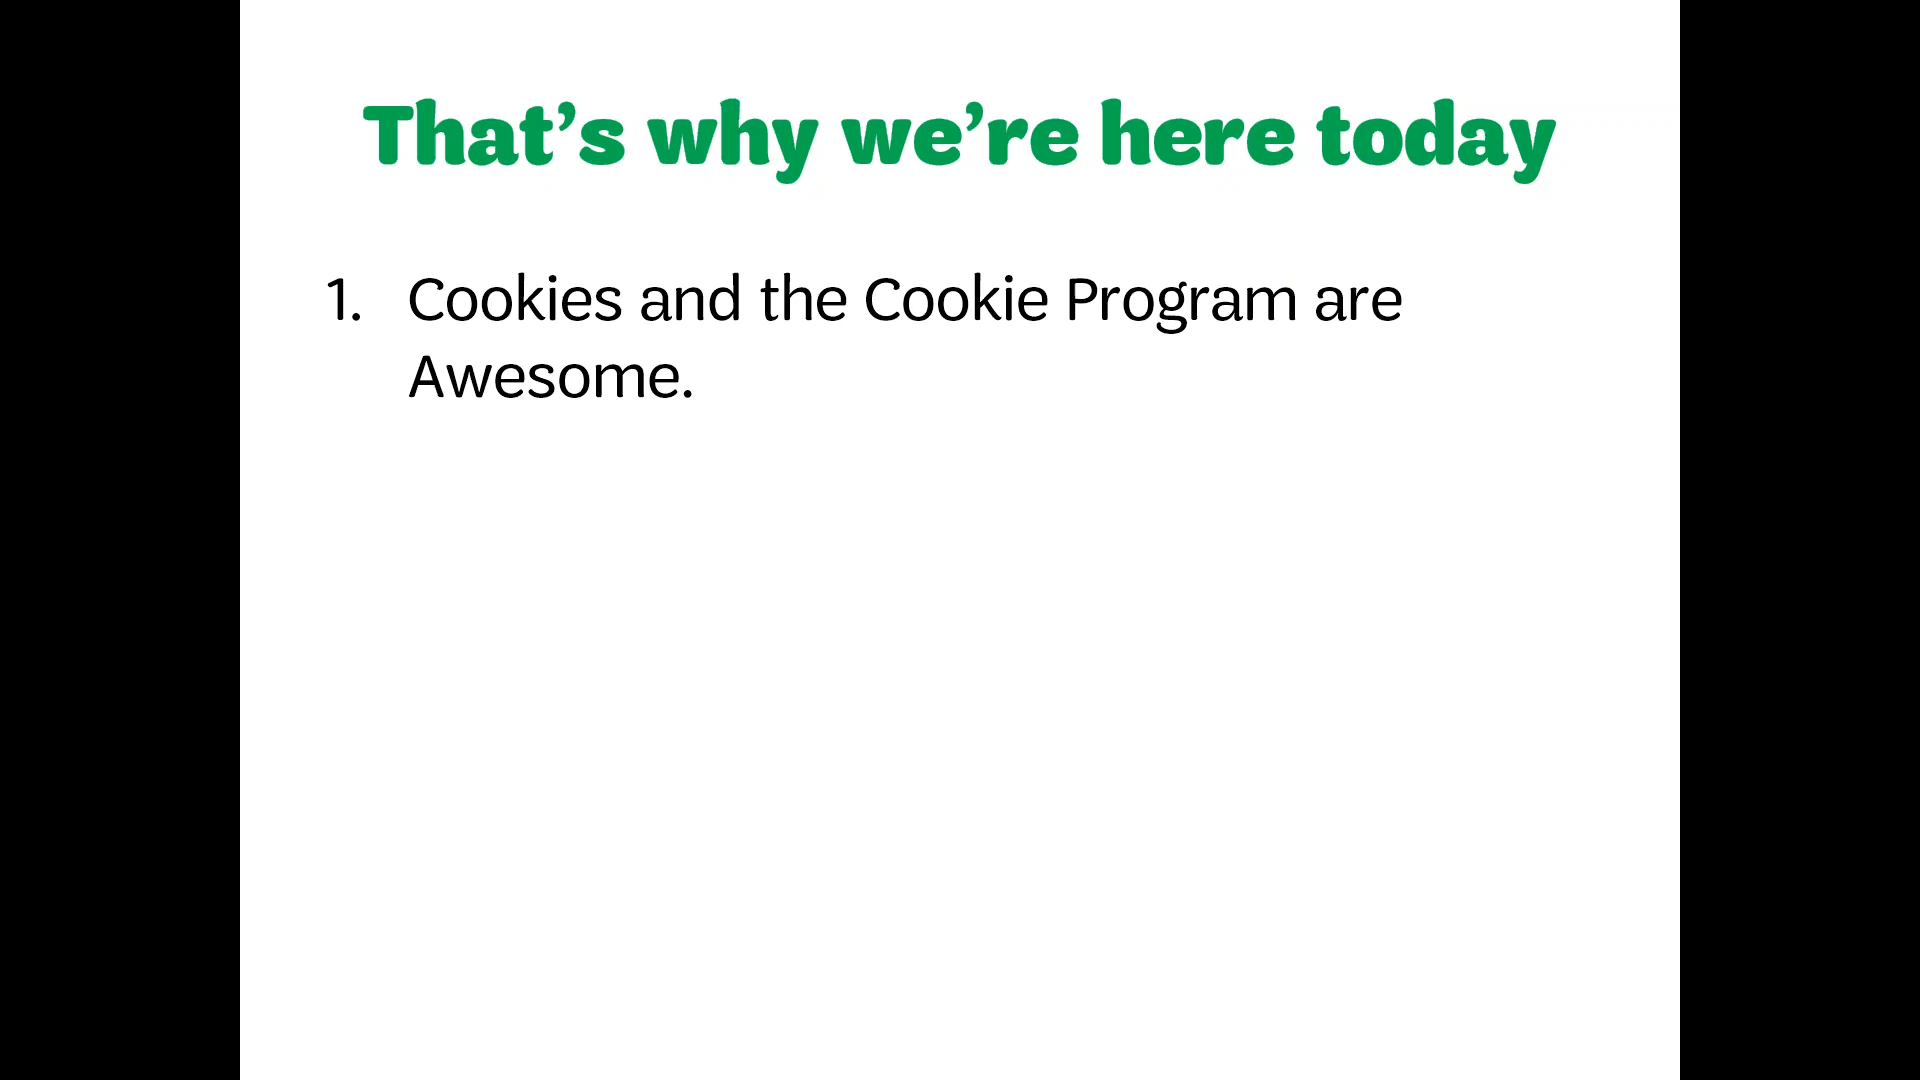 That’s why we’re here today
1. Cookies and the Cookie Program are
Awesome.